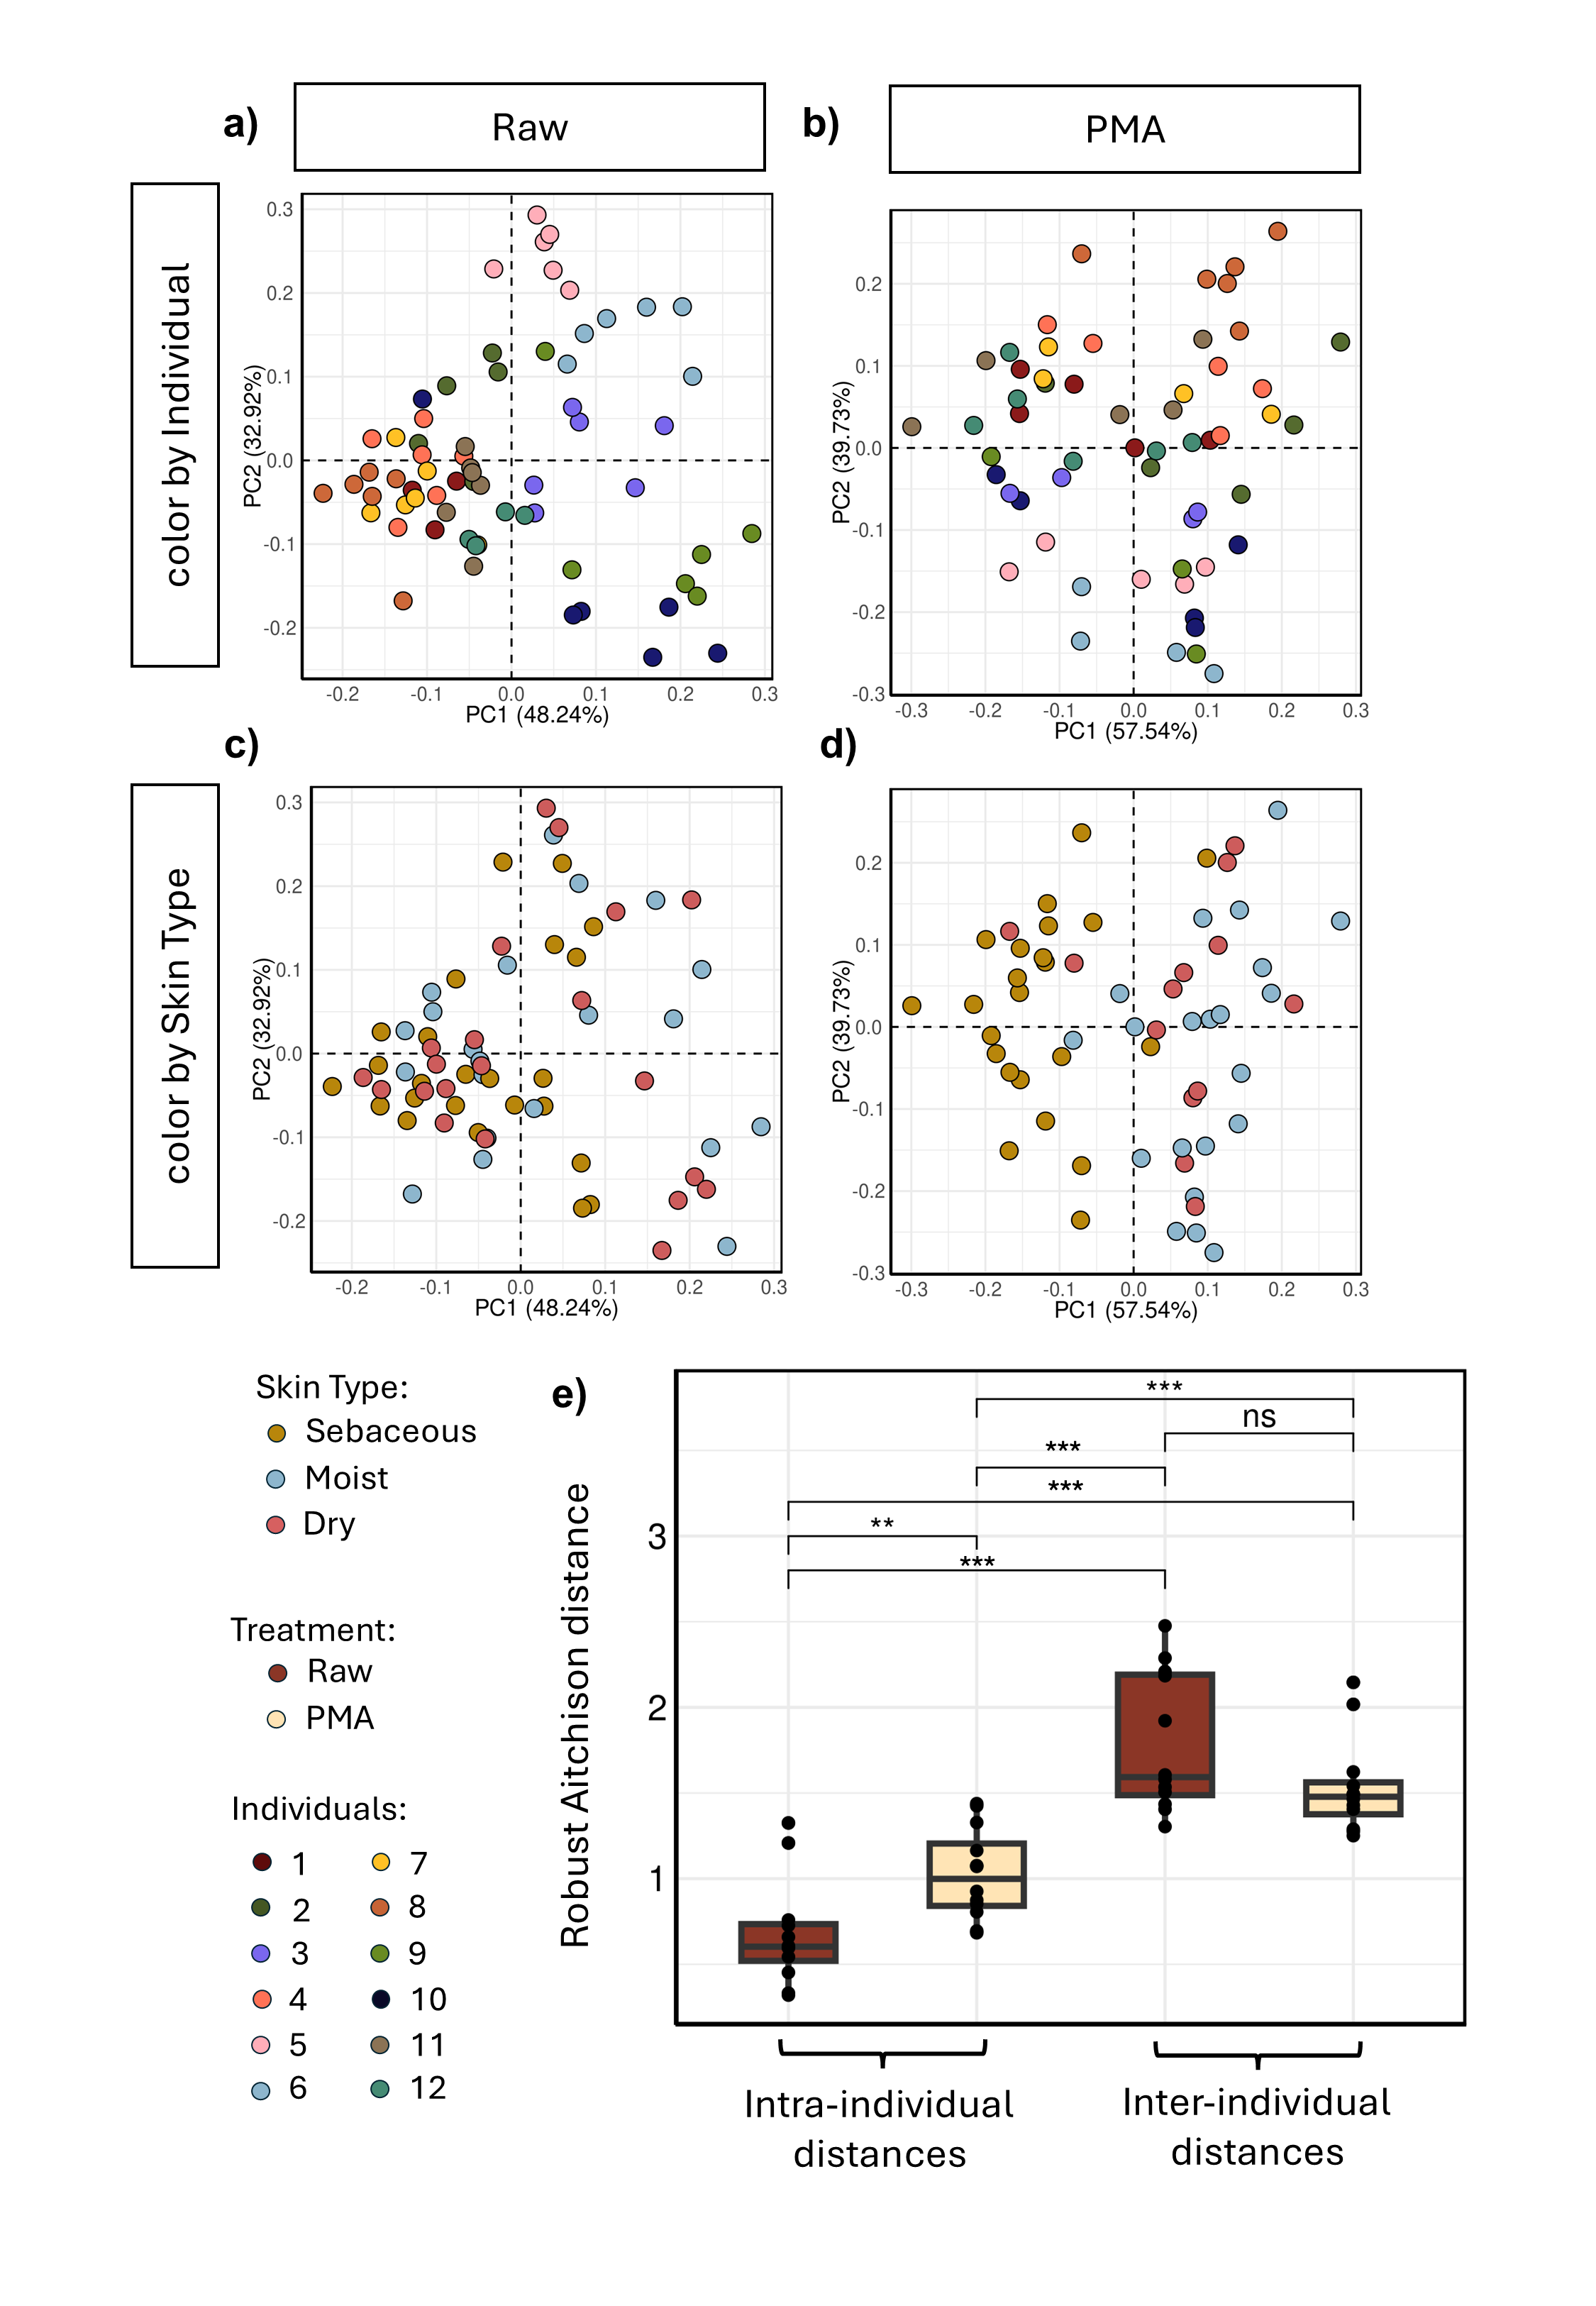 a)
Raw
b)
PMA
color by Individual
PC2 (32.92%)
0.3
0.2
0.1
0.0
-0.1
-0.2
-0.2
-0.1
0.0
0.1
0.2
0.3
PC1 (48.24%)
PC2 (39.73%)
0.2
0.1
0.0
-0.1
-0.2
-0.3
-0.3
-0.2
-0.1
0.0
0.1
0.2
0.3
PC1 (57.54%)
c)
d)
color by Skin Type
PC2 (32.92%)
0.3
0.2
0.1
0.0
-0.1
-0.2
-0.2
-0.1
0.0
0.1
0.2
0.3
PC1 (48.24%)
PC2 (39.73%)
0.2
0.1
0.0
-0.1
-0.2
-0.3
-0.3
-0.2
-0.1
0.0
0.1
0.2
0.3
PC1 (57.54%)
Skin Type:
Sebaceous
Moist
Dry
Treatment:
Raw
PMA
Individuals:
1
2
3
4
5
6
7
8
9
10
11
12
e)
Robust Aitchison distance
3
2
1
***
ns
***
***
**
***
Intra-individual
distances
Inter-individual
distances